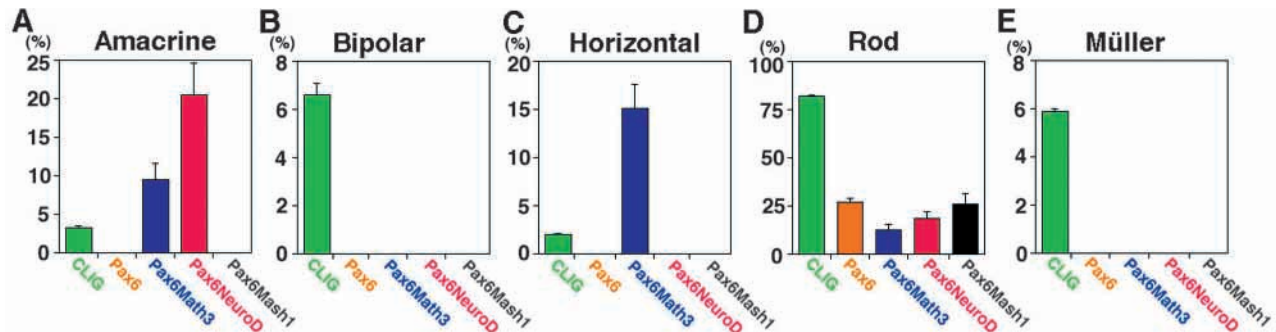 A
Amacrine
(%)
25
20
15
10
5
0
CLIG
Pax6
Pax6Math3
Pax6NeuroD
Pax6Mash1
B
Bipolar
(%)
8
6
4
2
0
CLIG
Pax6
Pax6Math3
Pax6NeuroD
Pax6Mash1
C
Horizontal
(%)
20
15
10
5
0
CLIG
Pax6
Pax6Math3
Pax6NeuroD
Pax6Mash1
D
Rod
(%)
100
75
50
25
0
CLIG
Pax6
Pax6Math3
Pax6NeuroD
Pax6Mash1
E
Müller
(%)
8
6
4
2
0
CLIG
Pax6
Pax6Math3
Pax6NeuroD
Pax6Mash1